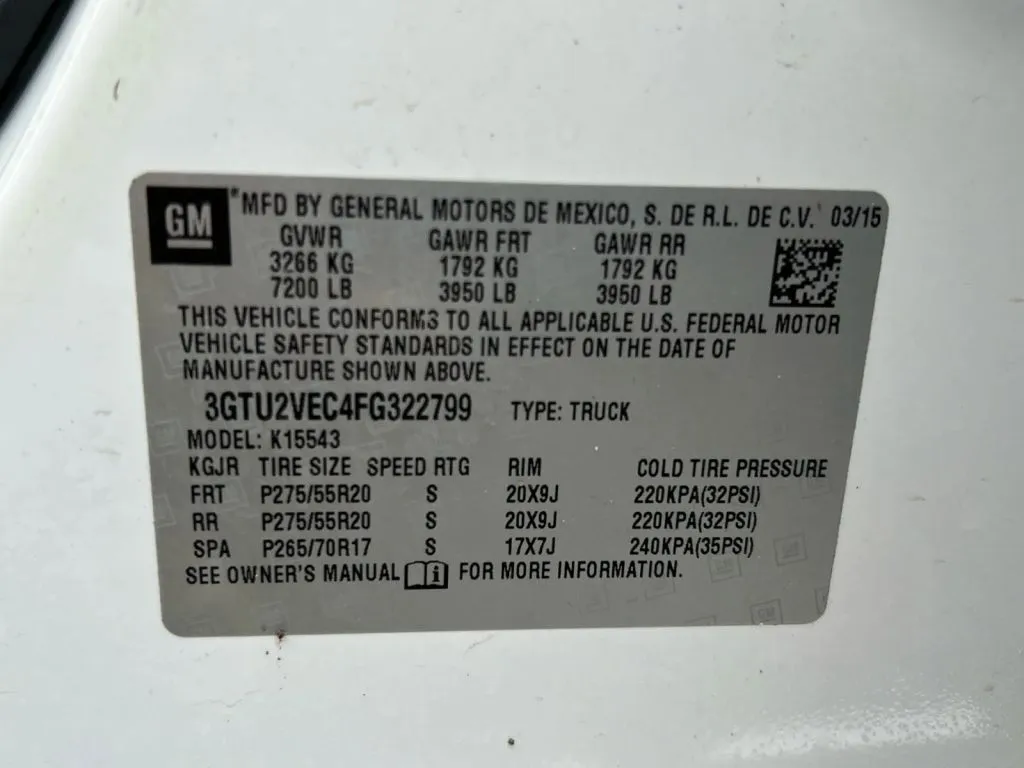 GM *MFD BY GENERAL MOTORS DE MEXICO, S. DE R.L. DE C.V.* 03/15
GVWR GAWR FRT GAWR RR
3266 KG 1792 KG 1792 KG
7200 LB 3950 LB 3950 LB
THIS VEHICLE CONFORMS TO ALL APPLICABLE U.S. FEDERAL MOTOR
VEHICLE SAFETY STANDARDS IN EFFECT ON THE DATE OF
MANUFACTURE SHOWN ABOVE.
3GTU2VEC4FG322799 TYPE: TRUCK
MODEL: K15543
KGJR TIRE SIZE SPEED RTG RIM COLD TIRE PRESSURE
FRT P275/55R20 S 20X9J 220KPA(32PSI)
RR P275/55R20 S 20X9J 220KPA(32PSI)
SPA P265/70R17 S 17X7J 240KPA(35PSI)
SEE OWNER'S MANUAL i FOR MORE INFORMATION.